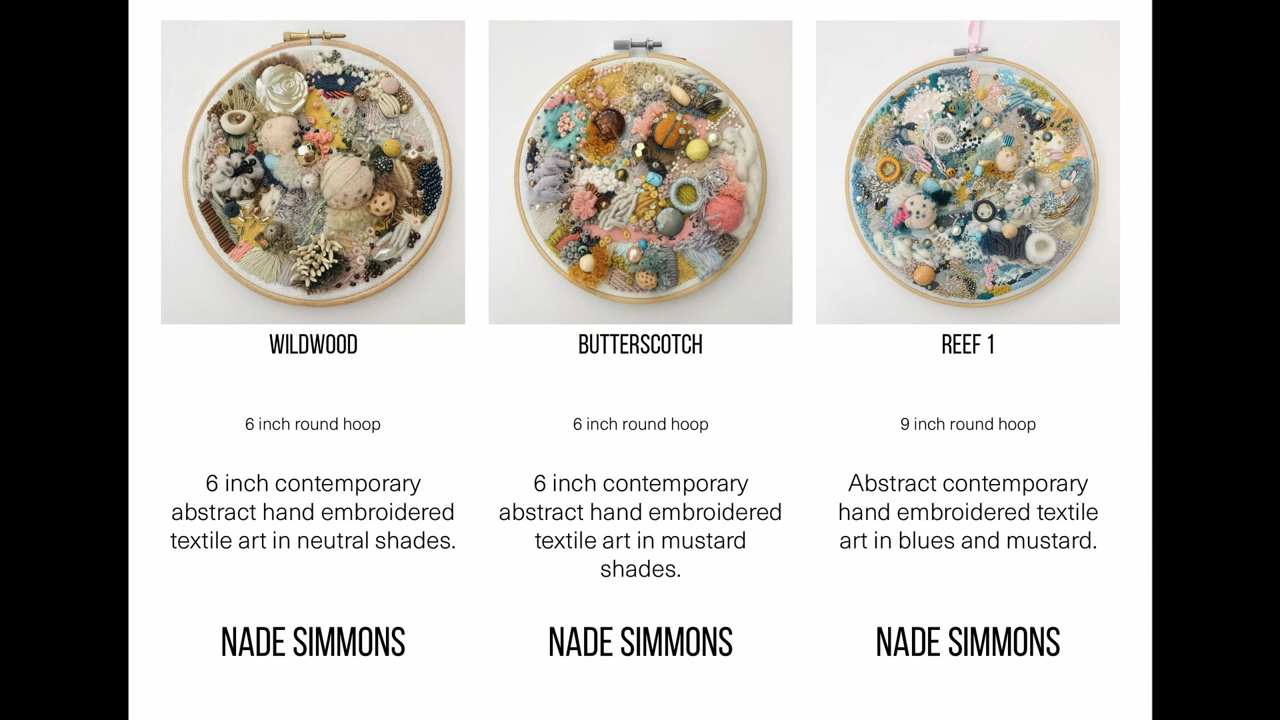 WILDWOOD
6 inch round hoop
6 inch contemporary
abstract hand embroidered
textile art in neutral shades.
NADE SIMMONS
BUTTERSCOTCH
6 inch round hoop
6 inch contemporary
abstract hand embroidered
textile art in mustard
shades.
NADE SIMMONS
REEF 1
9 inch round hoop
Abstract contemporary
hand embroidered textile
art in blues and mustard.
NADE SIMMONS